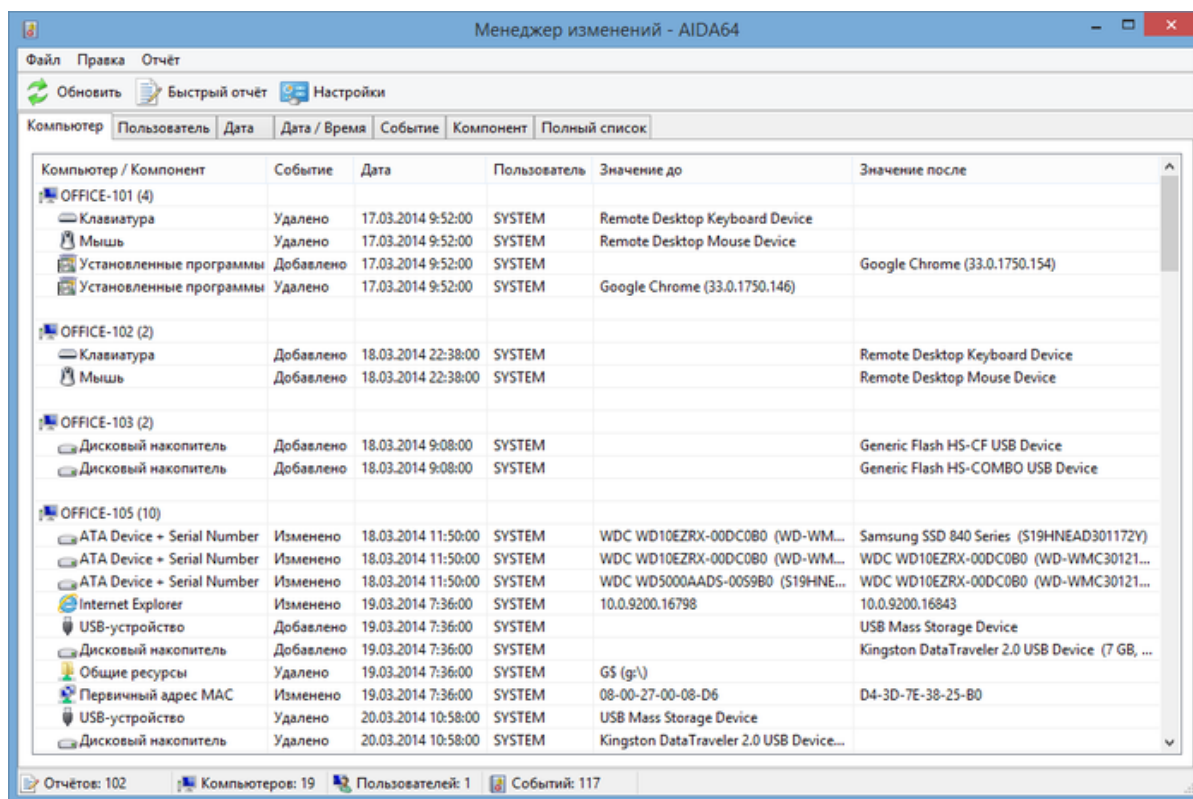 Менеджер изменений - AIDA64
Файл Правка Отчёт
Обновить Быстрый отчёт Настройки
Компьютер Пользователь Дата Дата / Время Событие Компонент Полный список
Компьютер / Компонент Событие Дата Пользователь Значение до Значение после
OFFICE-101 (4)
Клавиатура Удалено 17.03.2014 9:52:00 SYSTEM Remote Desktop Keyboard Device
Мышь Удалено 17.03.2014 9:52:00 SYSTEM Remote Desktop Mouse Device
Установленные программы Добавлено 17.03.2014 9:52:00 SYSTEM Google Chrome (33.0.1750.154)
Установленные программы Удалено 17.03.2014 9:52:00 SYSTEM Google Chrome (33.0.1750.146)
OFFICE-102 (2)
Клавиатура Добавлено 18.03.2014 22:38:00 SYSTEM Remote Desktop Keyboard Device
Мышь Добавлено 18.03.2014 22:38:00 SYSTEM Remote Desktop Mouse Device
OFFICE-103 (2)
Дисковый накопитель Добавлено 18.03.2014 9:08:00 SYSTEM Generic Flash HS-CF USB Device
Дисковый накопитель Добавлено 18.03.2014 9:08:00 SYSTEM Generic Flash HS-COMBO USB Device
OFFICE-105 (10)
ATA Device + Serial Number Изменено 18.03.2014 11:50:00 SYSTEM WDC WD10EZRX-00DC0B0 (WD-WM... Samsung SSD 840 Series (S19HNEAD301172Y)
ATA Device + Serial Number Изменено 18.03.2014 11:50:00 SYSTEM WDC WD10EZRX-00DC0B0 (WD-WM... WDC WD10EZRX-00DC0B0 (WD-WMC30121...
ATA Device + Serial Number Изменено 18.03.2014 11:50:00 SYSTEM WDC WD5000AADS-00S9B0 (S19HNE... WDC WD10EZRX-00DC0B0 (WD-WMC30121...
Internet Explorer Изменено 19.03.2014 7:36:00 SYSTEM 10.0.9200.16798 10.0.9200.16843
USB-устройство Добавлено 19.03.2014 7:36:00 SYSTEM USB Mass Storage Device
Дисковый накопитель Добавлено 19.03.2014 7:36:00 SYSTEM Kingston DataTraveler 2.0 USB Device (7 GB, ...
Общие ресурсы Удалено 19.03.2014 7:36:00 SYSTEM G$ (g:\)
Первичный адрес MAC Изменено 19.03.2014 7:36:00 SYSTEM 08-00-27-00-08-D6 D4-3D-7E-38-25-B0
USB-устройство Удалено 20.03.2014 10:58:00 SYSTEM USB Mass Storage Device
Дисковый накопитель Удалено 20.03.2014 10:58:00 SYSTEM Kingston DataTraveler 2.0 USB Device...
Отчётов: 102 Компьютеров: 19 Пользователей: 1 Событий: 117